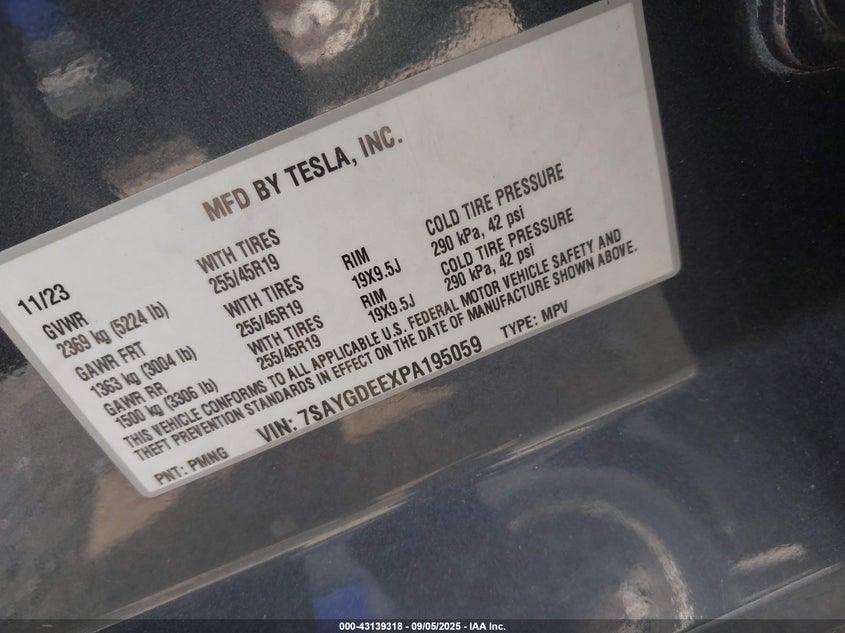 MFD BY TESLA, INC.
11/23
GVWR WITH TIRES RIM COLD TIRE PRESSURE
2369 kg (5224 lb) 255/45R19 19X9.5J 290 kPa, 42 psi
GAWR FRT WITH TIRES RIM COLD TIRE PRESSURE
1363 kg (3004 lb) 255/45R19 19X9.5J 290 kPa, 42 psi
GAWR RR WITH TIRES
1500 kg (3306 lb) 255/45R19
THIS VEHICLE CONFORMS TO ALL APPLICABLE U.S. FEDERAL MOTOR VEHICLE SAFETY AND
THEFT PREVENTION STANDARDS IN EFFECT ON THE DATE OF MANUFACTURE SHOWN ABOVE.
PNT: PMNG VIN: 7SAYGDEEXPA195059 TYPE: MPV
000-43139318 - 09/05/2025 - IAA Inc.